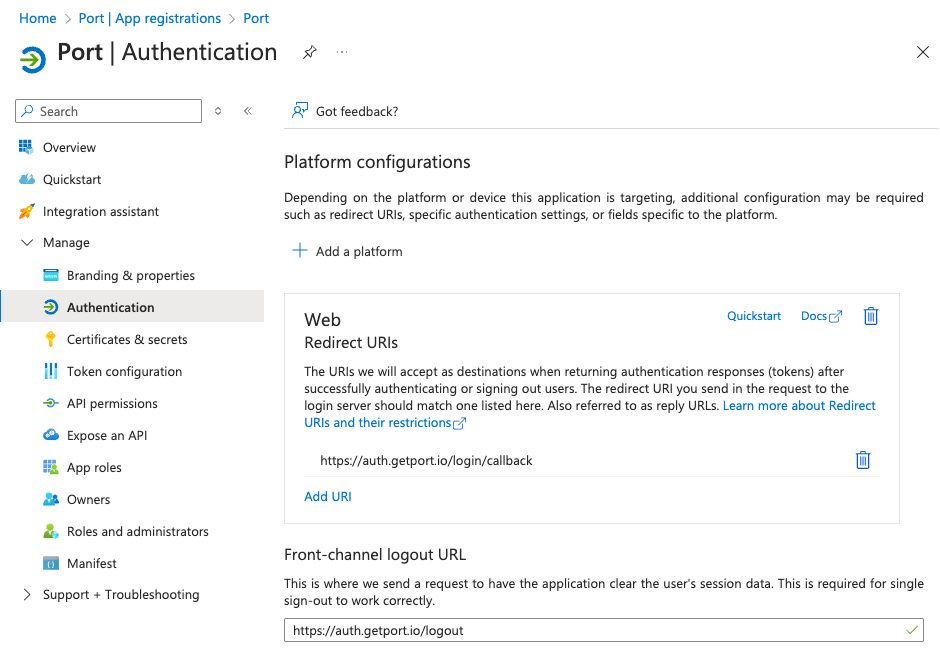 Home > Port | App registrations > Port
Port | Authentication
Search
Got feedback?
Overview
Quickstart
Integration assistant
Manage
Branding & properties
Authentication
Certificates & secrets
Token configuration
API permissions
Expose an API
App roles
Owners
Roles and administrators
Manifest
Support + Troubleshooting
Platform configurations
Depending on the platform or device this application is targeting, additional configuration may be required
such as redirect URIs, specific authentication settings, or fields specific to the platform.
Add a platform
Web
Quickstart
Docs
Redirect URIs
The URIs we will accept as destinations when returning authentication responses (tokens) after
successfully authenticating or signing out users. The redirect URI you send in the request to the
login server should match one listed here. Also referred to as reply URLs. Learn more about Redirect
URIs and their restrictions
https://auth.getport.io/login/callback
Add URI
Front-channel logout URL
This is where we send a request to have the application clear the user's session data. This is required for single
sign-out to work correctly.
https://auth.getport.io/logout